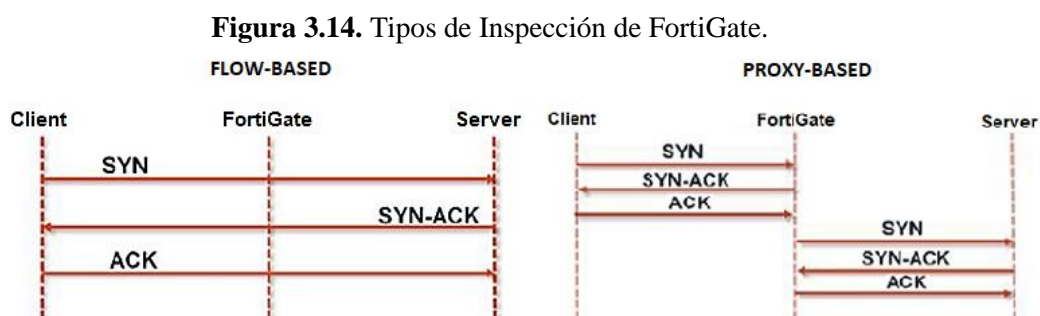 Figura 3.14. Tipos de Inspección de FortiGate.
FLOW-BASED
Client FortiGate Server
SYN
SYN-ACK
ACK
PROXY-BASED
Client FortiGate Server
SYN
SYN-ACK
ACK
SYN
SYN-ACK
ACK